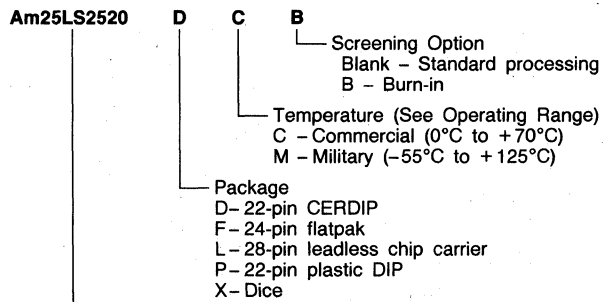 Am25LS2520 D C B
Screening Option
Blank – Standard processing
B – Burn-in
Temperature (See Operating Range)
C – Commercial (0°C to +70°C)
M – Military (–55°C to +125°C)
Package
D– 22-pin CERDIP
F – 24-pin flatpak
L – 28-pin leadless chip carrier
P – 22-pin plastic DIP
X – Dice